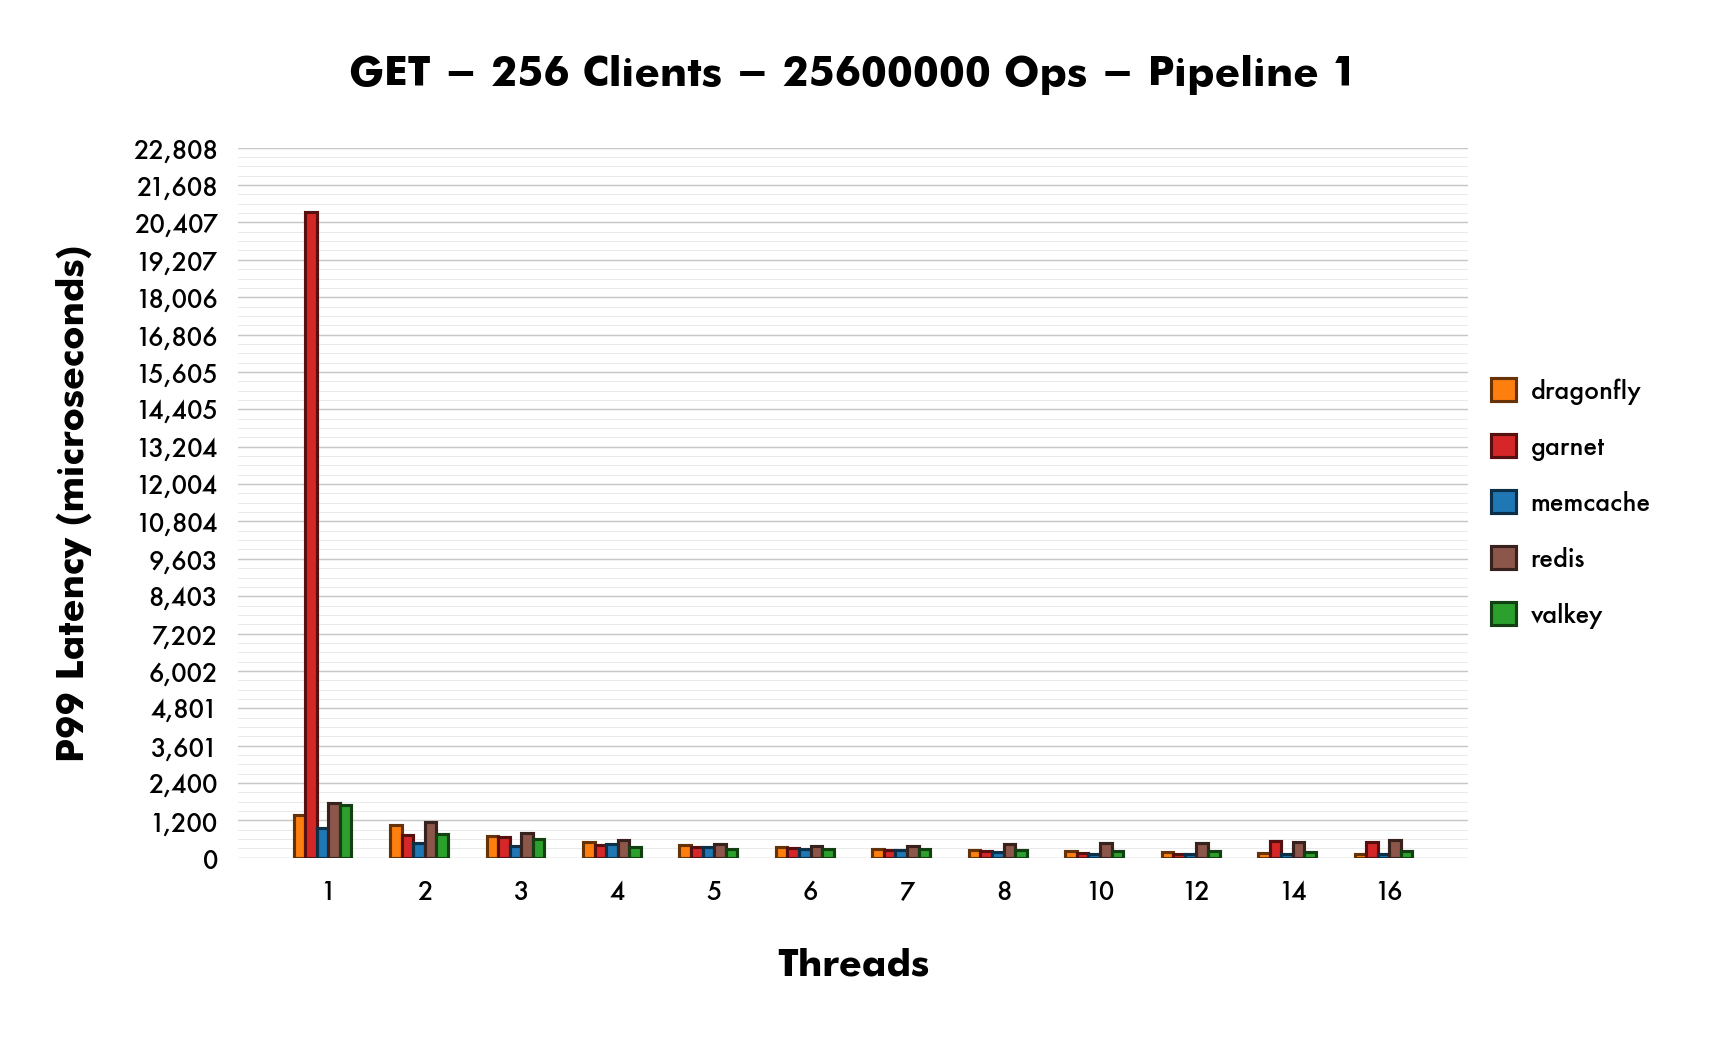 GET – 256 Clients – 25600000 Ops – Pipeline 1
P99 Latency (microseconds)
22,808
21,608
20,407
19,207
18,006
16,806
15,605
14,405
13,204
12,004
10,804
9,603
8,403
7,202
6,002
4,801
3,601
2,400
1,200
0
1 2 3 4 5 6 7 8 10 12 14 16
Threads
dragonfly
garnet
memcache
redis
valkey